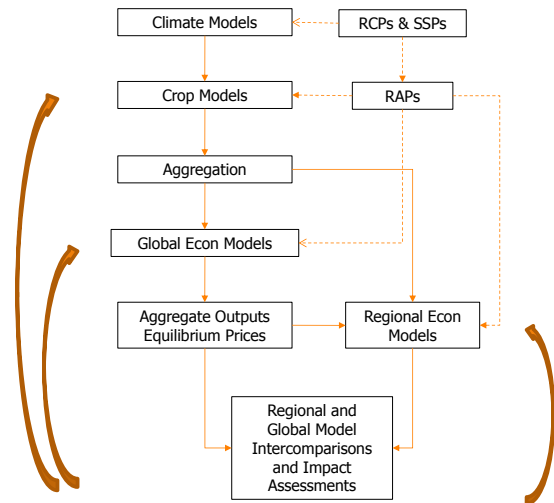 Climate Models
RCPs & SSPs
Crop Models
RAPs
Aggregation
Global Econ Models
Aggregate Outputs
Equilibrium Prices
Regional Econ
Models
Regional and
Global Model
Intercomparisons
and Impact
Assessments